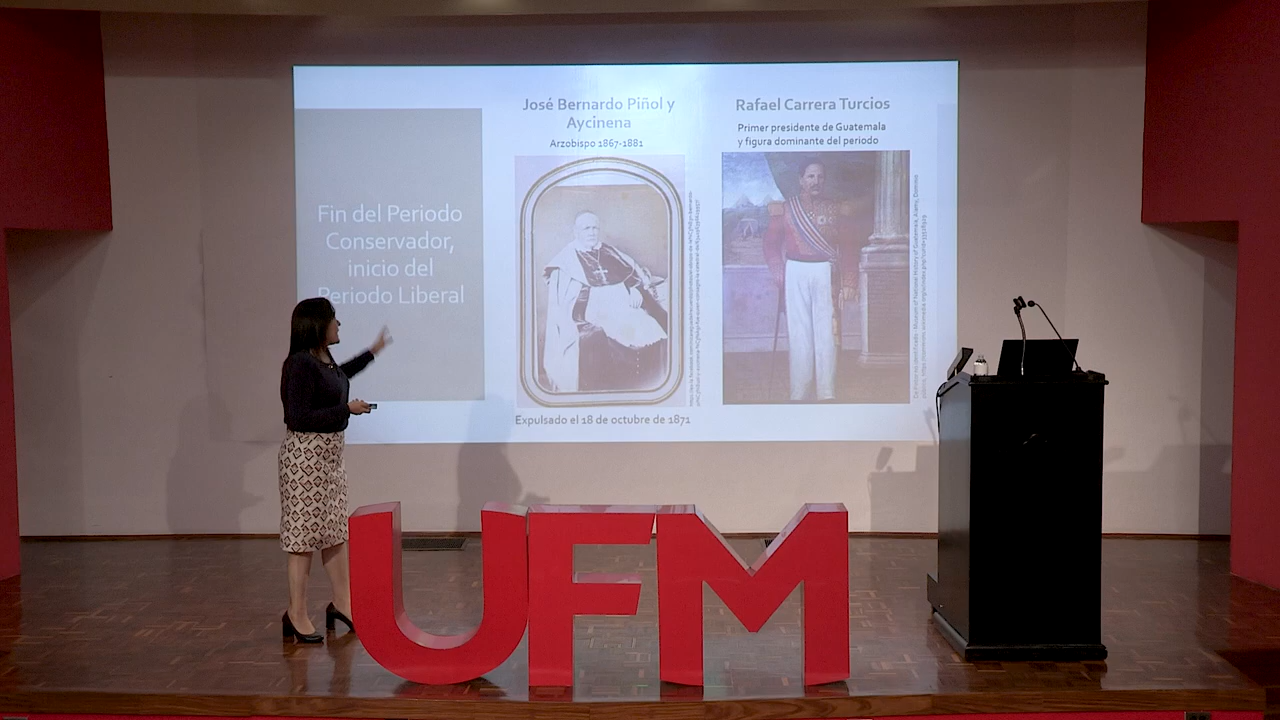 Fin del Periodo
Conservador,
inicio del
Periodo Liberal
José Bernardo Piñol y
Aycinena
Arzobispo 1867-1881
Expulsado el 18 de octubre de 1871
Rafael Carrera Turcios
Primer presidente de Guatemala
y figura dominante del periodo
UFM